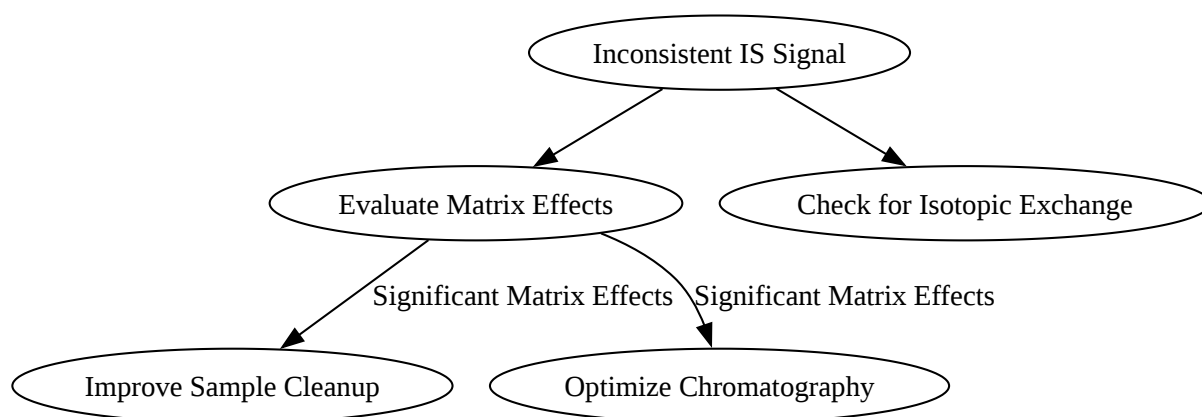 Inconsistent IS Signal
Evaluate Matrix Effects
Check for Isotopic Exchange
Significant Matrix Effects
Significant Matrix Effects
Improve Sample Cleanup
Optimize Chromatography